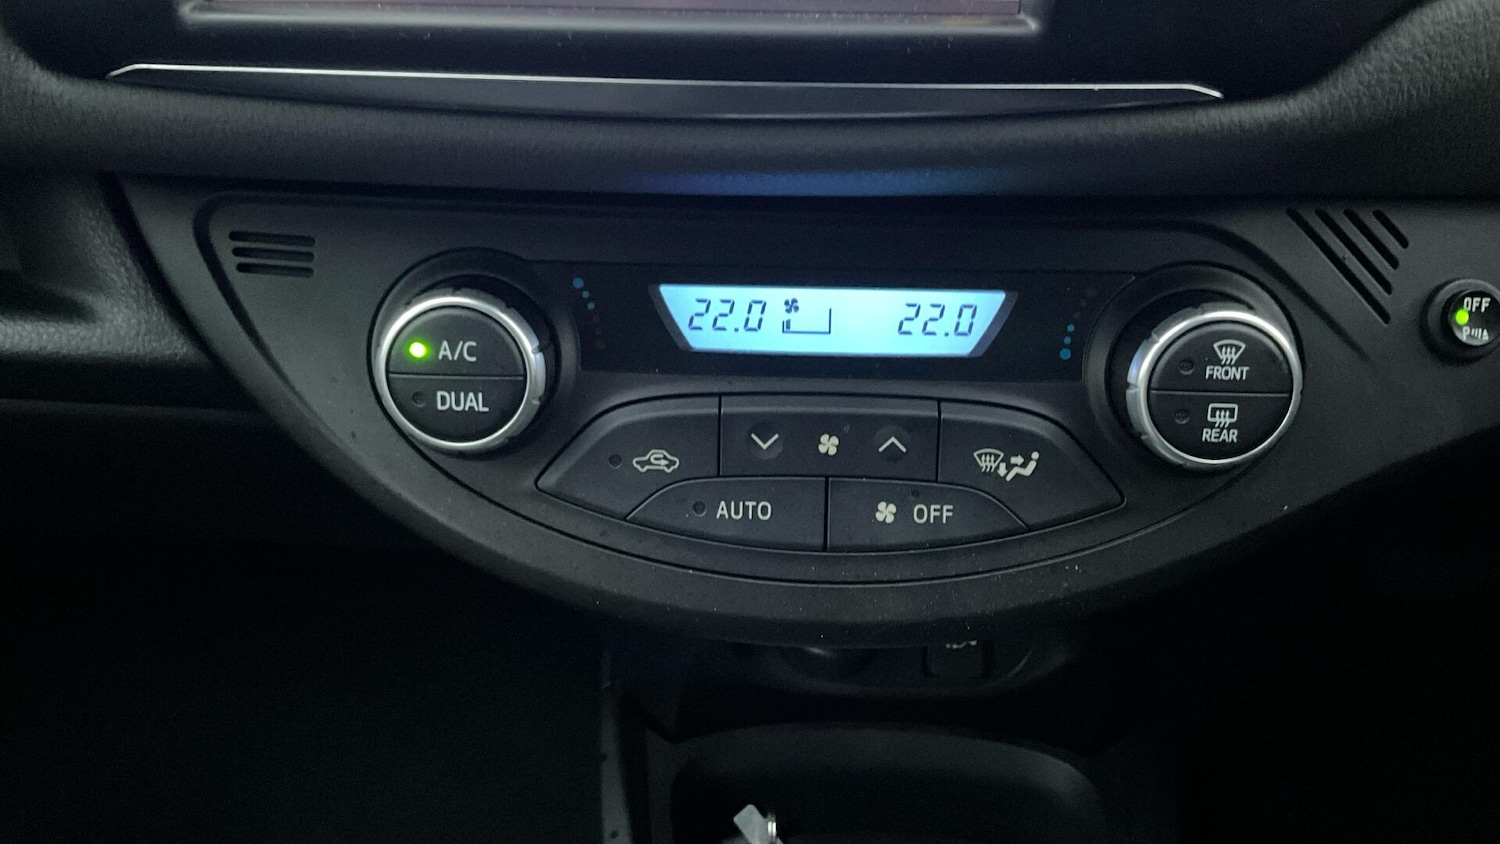 22.0 22.0
A/C
DUAL
FRONT
REAR
OFF
AUTO
OFF